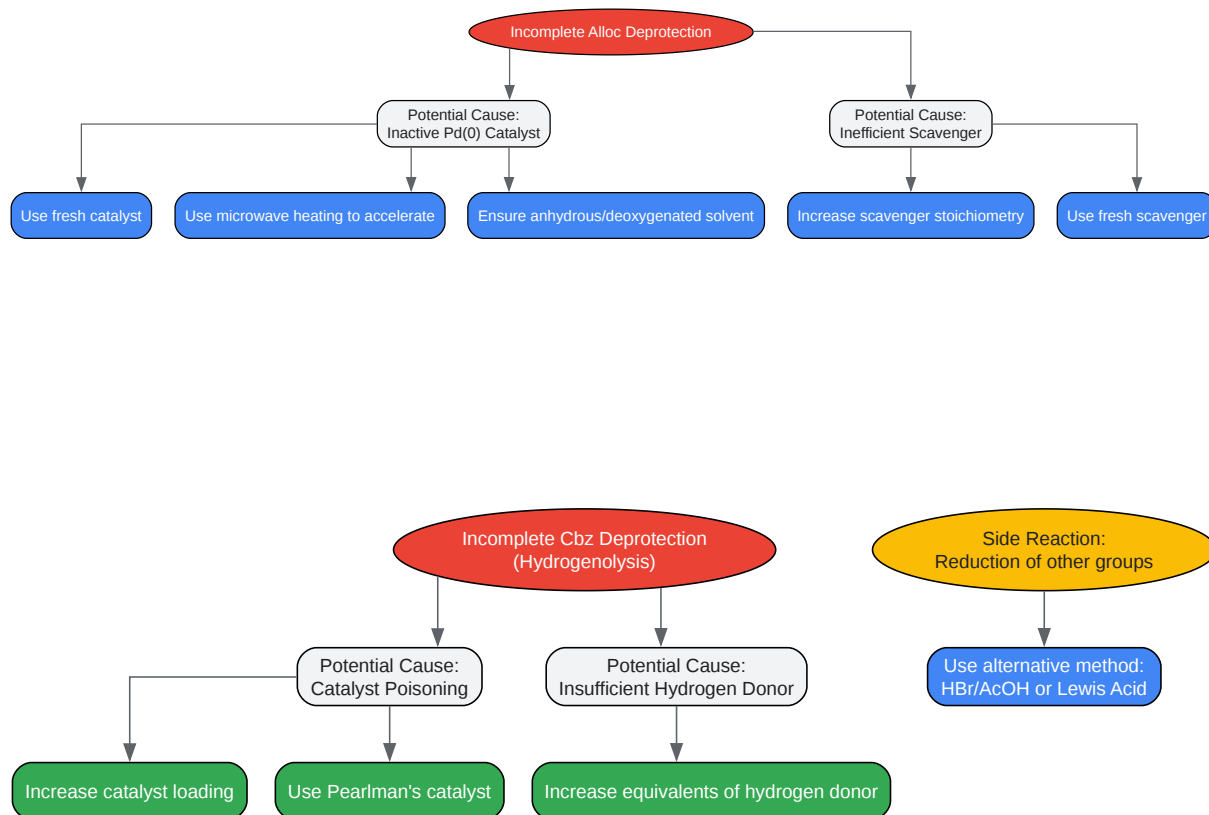 Incomplete Alloc Deprotection
Potential Cause:
Inactive Pd(0) Catalyst
Potential Cause:
Inefficient Scavenger
Use fresh catalyst
Use microwave heating to accelerate
Ensure anhydrous/deoxygenated solvent
Increase scavenger stoichiometry
Use fresh scavenger
Incomplete Cbz Deprotection
(Hydrogenolysis)
Side Reaction:
Reduction of other groups
Potential Cause:
Catalyst Poisoning
Potential Cause:
Insufficient Hydrogen Donor
Use alternative method:
HBr/AcOH or Lewis Acid
Increase catalyst loading
Use Pearlman's catalyst
Increase equivalents of hydrogen donor